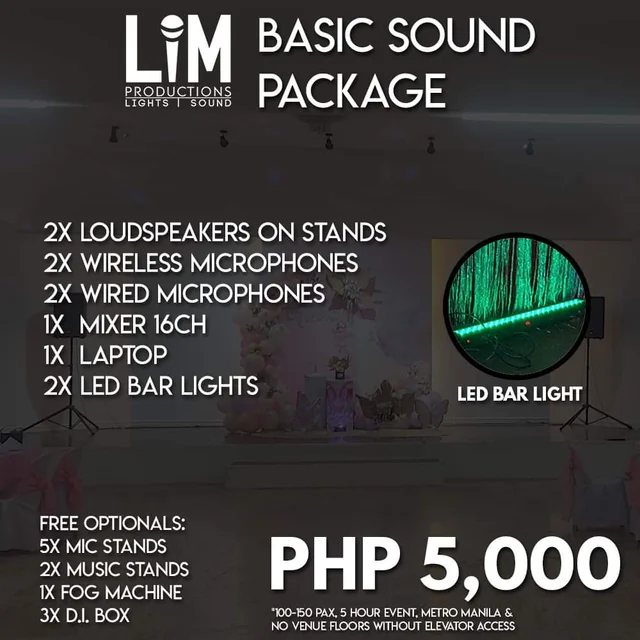 LiM
PRODUCTIONS
LIGHTS | SOUND
BASIC SOUND
PACKAGE
2X LOUDSPEAKERS ON STANDS
2X WIRELESS MICROPHONES
2X WIRED MICROPHONES
1X MIXER 16CH
1X LAPTOP
2X LED BAR LIGHTS
LED BAR LIGHT
FREE OPTIONALS:
5X MIC STANDS
2X MUSIC STANDS
1X FOG MACHINE
3X D.I. BOX
PHP 5,000
*100-150 PAX, 5 HOUR EVENT, METRO MANILA &
NO VENUE FLOORS WITHOUT ELEVATOR ACCESS